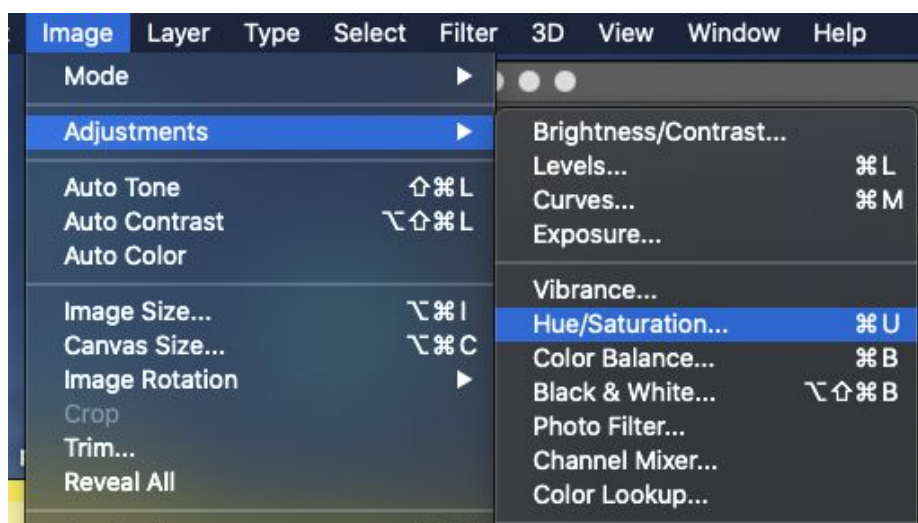 Image Layer Type Select Filter 3D View Window Help
Mode ▶
Adjustments ▶
Auto Tone ⇧⌘L
Auto Contrast ⌥⇧⌘L
Auto Color
Image Size... ⌥⌘I
Canvas Size... ⌥⌘C
Image Rotation ▶
Crop
Trim...
Reveal All
Brightness/Contrast...
Levels... ⌘L
Curves... ⌘M
Exposure...
Vibrance...
Hue/Saturation... ⌘U
Color Balance... ⌘B
Black & White... ⌥⇧⌘B
Photo Filter...
Channel Mixer...
Color Lookup...